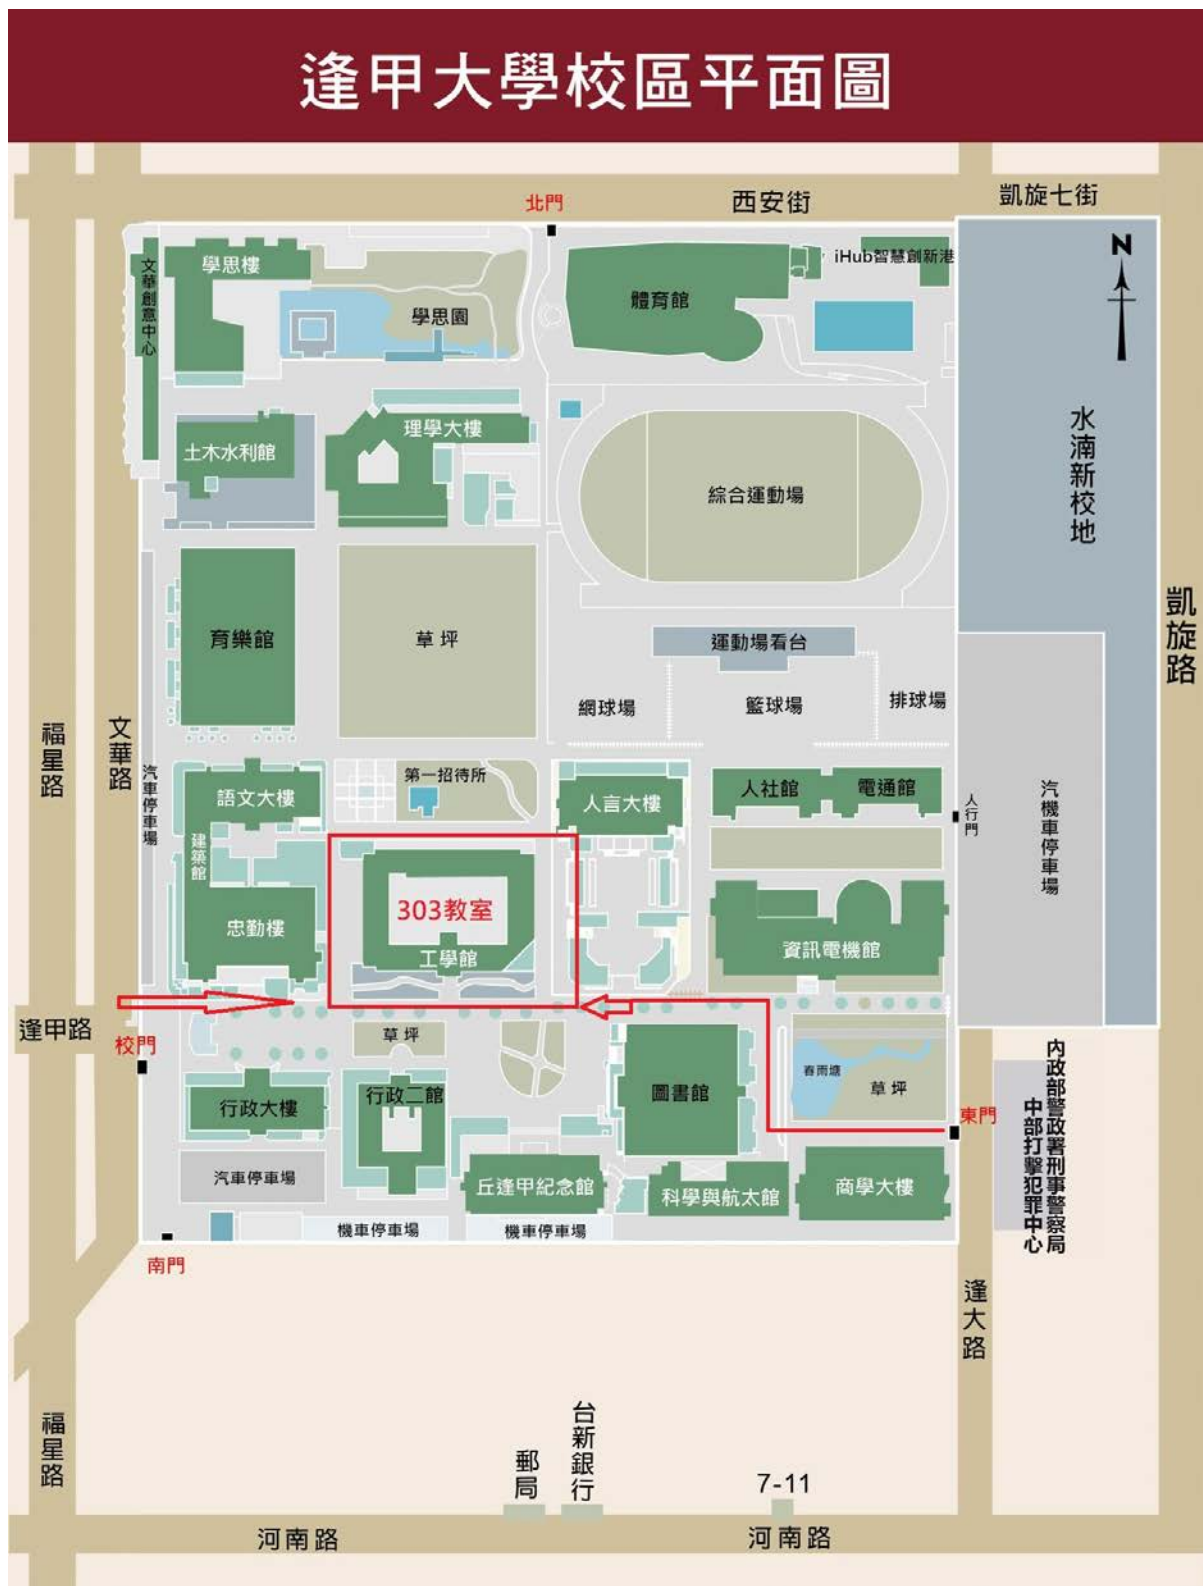 逢甲大學校區平面圖
西安街
凱旋七街
北門
N
文華創意中心
學思樓
學思園
體育館
iHub智慧創新港
土木水利館
理學大樓
綜合運動場
水湳新校地
凱旋路
育樂館
草坪
運動場看台
網球場
籃球場
排球場
福星路
文華路
汽車停車場
語文大樓
第一招待所
人言大樓
人社館
電通館
人行門
汽機車停車場
建築館
303教室
工學館
忠勤樓
資訊電機館
逢甲路
校門
草坪
行政大樓
行政二館
圖書館
春雨塘
草坪
東門
內政部警政署刑事警察局
中部打擊犯罪中心
汽車停車場
丘逢甲紀念館
科學與航太館
商學大樓
機車停車場
機車停車場
南門
逢大路
福星路
郵局
台新銀行
7-11
河南路
河南路